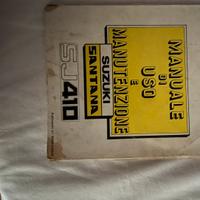 MANUALE
DI
USO
E
MANUTENZIONE
SUZUKI
SANTANA
SJ410